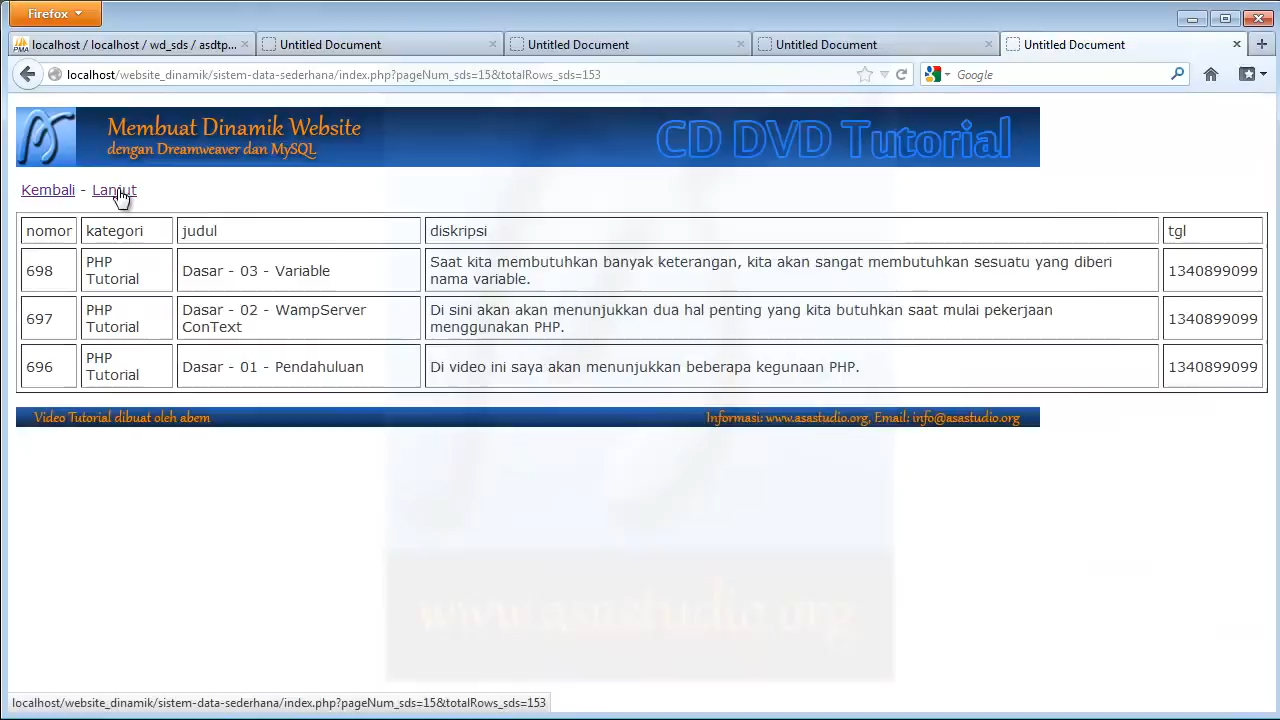 Firefox
localhost / localhost / wd_sds / asdtp...
Untitled Document
Untitled Document
Untitled Document
Untitled Document
localhost/website_dinamik/sistem-data-sederhana/index.php?pageNum_sds=15&totalRows_sds=153
Google
Membuat Dinamik Website
dengan Dreamweaver dan MySQL
CD DVD Tutorial
Kembali - Lanjut
nomor kategori judul diskripsi tgl
698 PHP Tutorial Dasar - 03 - Variable Saat kita membutuhkan banyak keterangan, kita akan sangat membutuhkan sesuatu yang diberi nama variable. 1340899099
697 PHP Tutorial Dasar - 02 - WampServer ConText Di sini akan akan menunjukkan dua hal penting yang kita butuhkan saat mulai pekerjaan menggunakan PHP. 1340899099
696 PHP Tutorial Dasar - 01 - Pendahuluan Di video ini saya akan menunjukkan beberapa kegunaan PHP. 1340899099
Video Tutorial dibuat oleh abem
Informasi: www.asastudio.org, Email: info@asastudio.org
www.asastudio.org
localhost/website_dinamik/sistem-data-sederhana/index.php?pageNum_sds=15&totalRows_sds=153